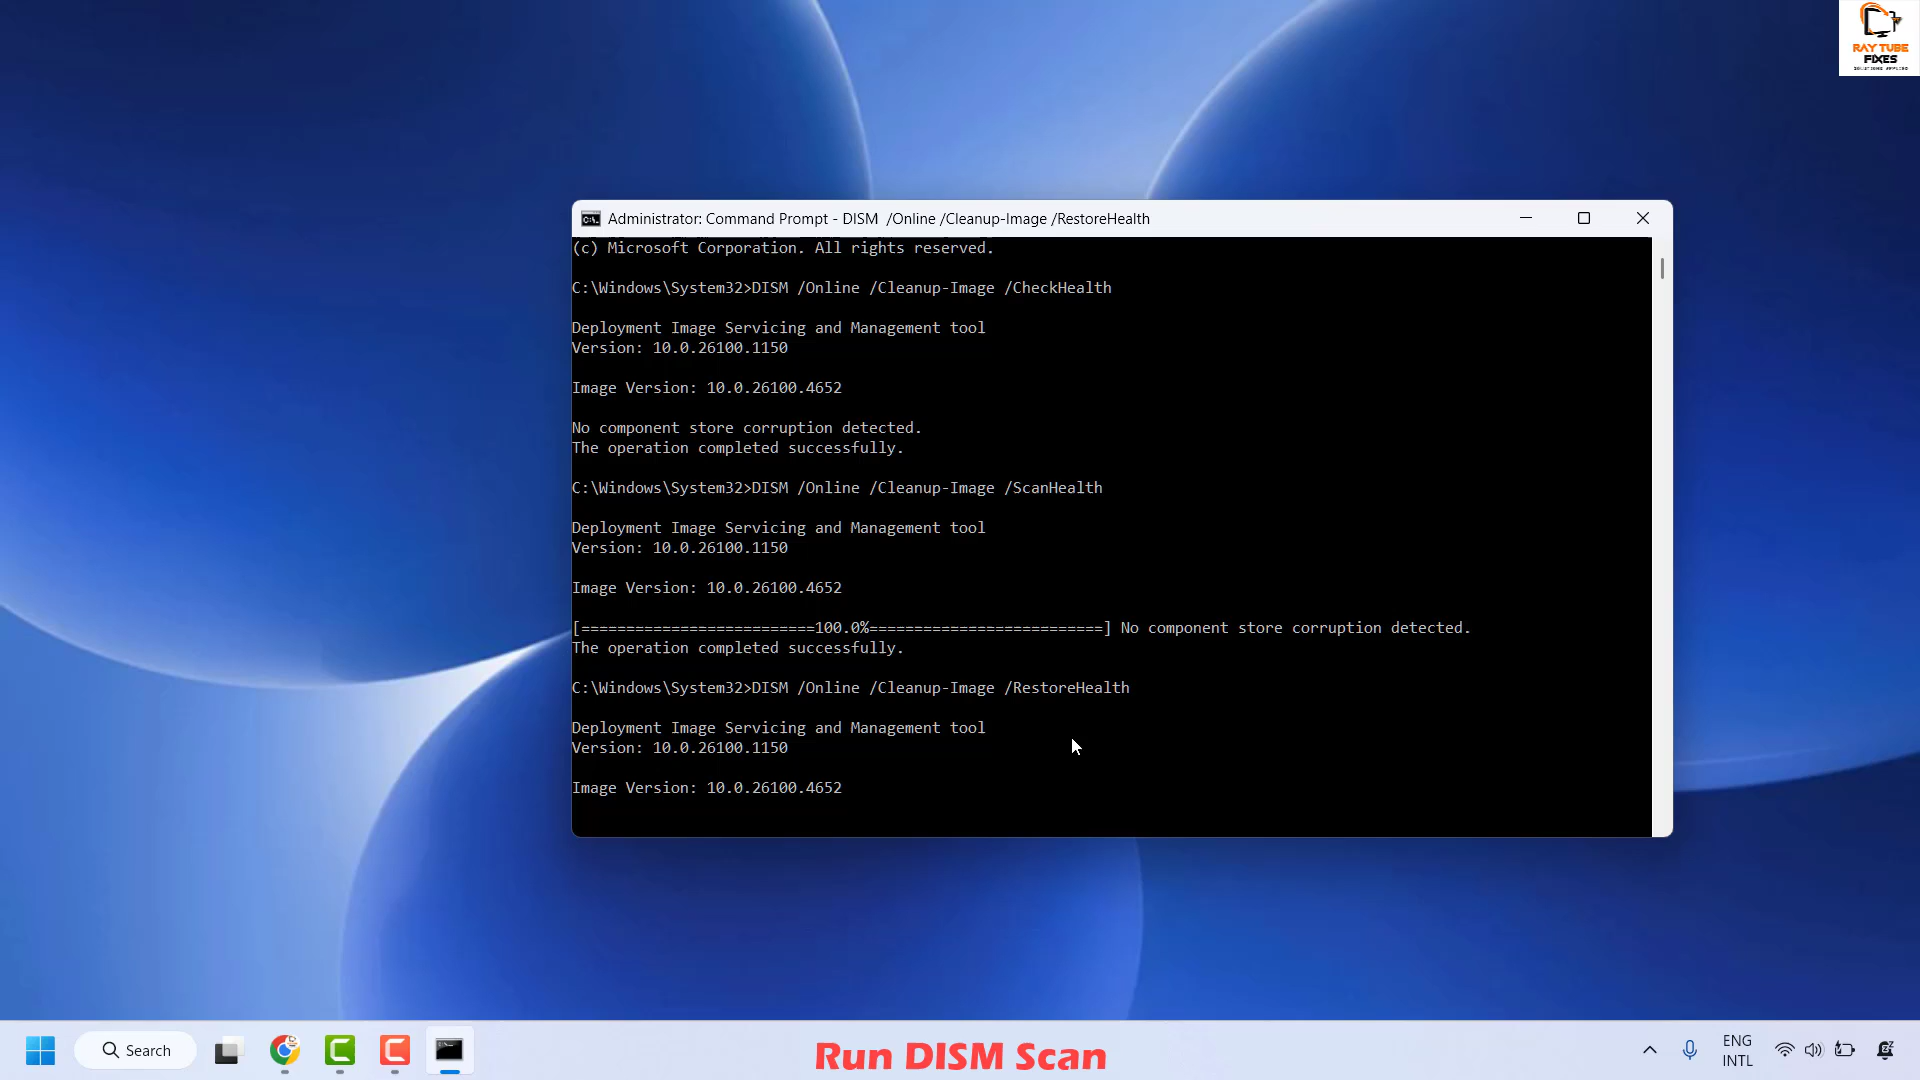 RAY TUBE
FIXES
Administrator: Command Prompt - DISM  /Online /Cleanup-Image /RestoreHealth
(c) Microsoft Corporation. All rights reserved.
C:\Windows\System32>DISM /Online /Cleanup-Image /CheckHealth
Deployment Image Servicing and Management tool
Version: 10.0.26100.1150
Image Version: 10.0.26100.4652
No component store corruption detected.
The operation completed successfully.
C:\Windows\System32>DISM /Online /Cleanup-Image /ScanHealth
Deployment Image Servicing and Management tool
Version: 10.0.26100.1150
Image Version: 10.0.26100.4652
[==========================100.0%==========================] No component store corruption detected.
The operation completed successfully.
C:\Windows\System32>DISM /Online /Cleanup-Image /RestoreHealth
Deployment Image Servicing and Management tool
Version: 10.0.26100.1150
Image Version: 10.0.26100.4652
Search
Run DISM Scan
ENG
INTL